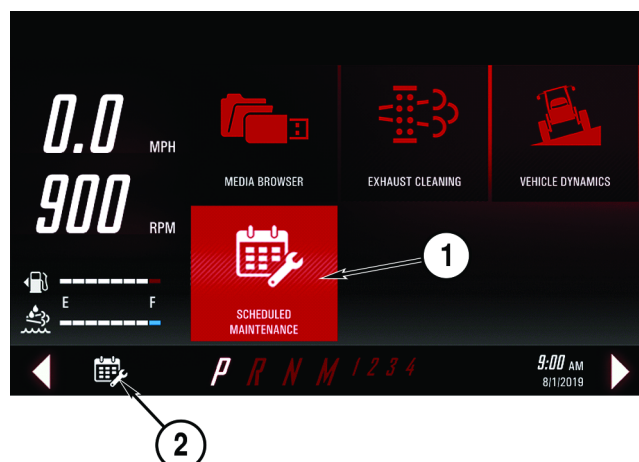 0.0 MPH
900 RPM
E F
MEDIA BROWSER
EXHAUST CLEANING
VEHICLE DYNAMICS
SCHEDULED
MAINTENANCE
1
P R N M 1 2 3 4
9:00 AM
8/1/2019
2